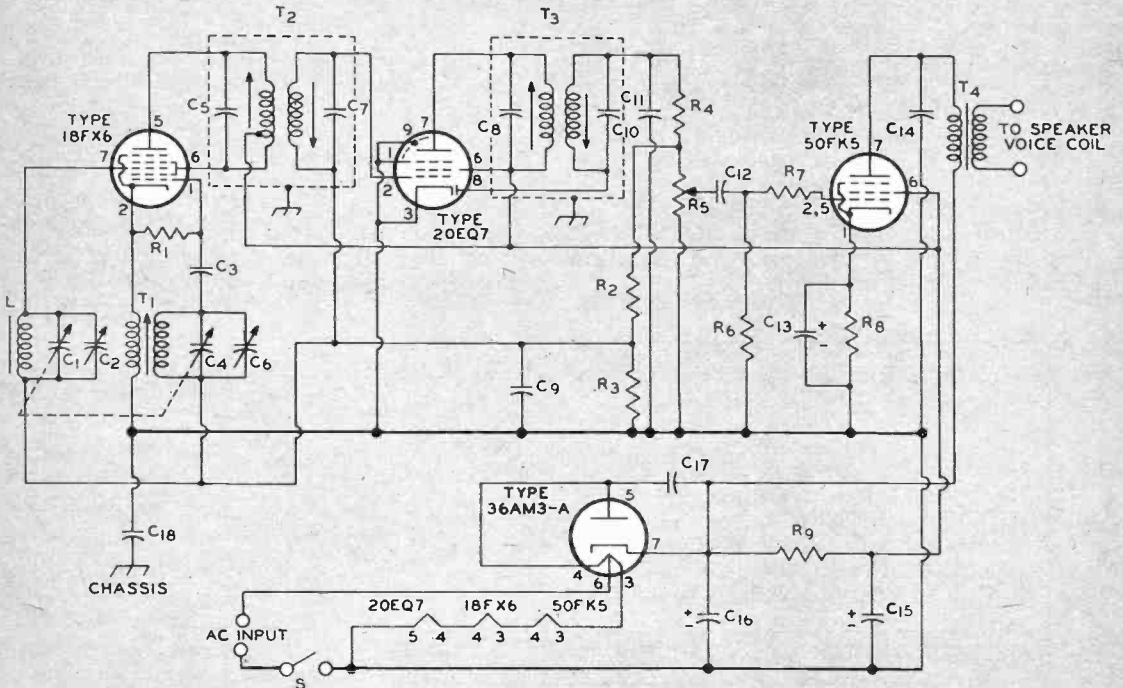 T2
T3
T4
TYPE
18FX6
5
7
6
1
2
C5
C7
R1
C3
L
T1
C1
C2
C4
C6
C18
CHASSIS
9
7
1
6
8
2
3
TYPE
20EQ7
C8
C10
C11
R4
R5
C12
R7
R2
R3
C9
R6
TYPE
50FK5
7
6
2,5
1
C14
C13
+
-
R8
TO SPEAKER
VOICE COIL
TYPE
36AM3-A
5
7
4
6
3
C17
R9
C16
+
-
C15
+
-
20EQ7
18FX6
50FK5
5 4
4 3
4 3
AC INPUT
S